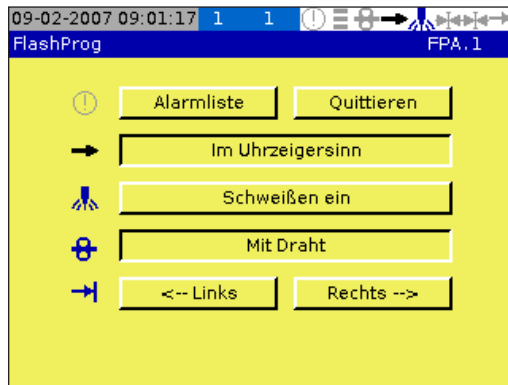 09-02-2007 09:01:17 1 1
FlashProg FPA.1
Alarmliste Quittieren
Im Uhrzeigersinn
Schweißen ein
Mit Draht
<-- Links Rechts -->